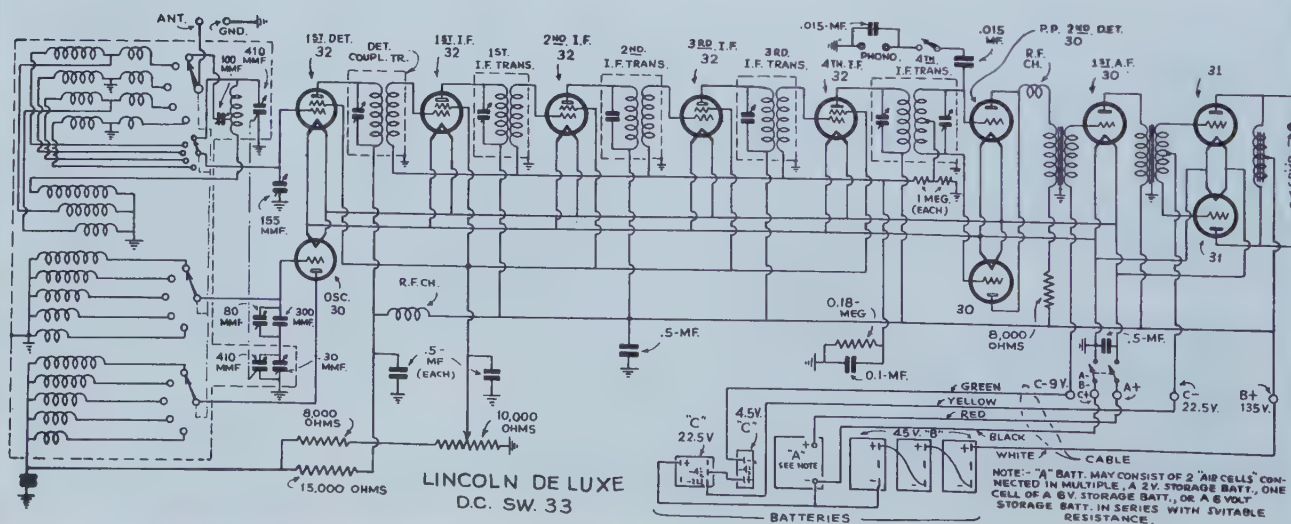 ANT.
GND.
1ST. DET.
32
DET.
COUPL. TR.
1ST. I.F.
32
1ST.
I.F. TRANS.
2ND. I.F.
32
2ND.
I.F. TRANS.
3RD. I.F.
32
3RD.
I.F. TRANS.
4TH. I.F.
32
.015-MF.
PHONO.
4TH.
I.F. TRANS.
.015
MF.
P.P. 2ND. DET.
30
R.F.
CH.
1ST. A.F.
30
31
100
MMF.
410
MMF.
155
MMF.
OSC.
30
1 MEG.
(EACH)
30
31
80
MMF.
300
MMF.
410
MMF.
30
MMF.
R.F. CH.
.5-
MF
(EACH)
.5-MF.
0.18-
MEG.
0.1-MF.
8,000
OHMS
.5-MF.
8,000
OHMS
10,000
OHMS
15,000 OHMS
GREEN
YELLOW
RED
BLACK
WHITE
C-9V.
A-
B-
C+
A+
C-
22.5V.
B+
135V.
CABLE
"C"
22.5V
4.5V.
"C"
"A"
SEE NOTE
45V. "B"
BATTERIES
LINCOLN DE LUXE
D.C. SW. 33
NOTE:- "A" BATT. MAY CONSIST OF 2 "AIR CELLS" CON-
NECTED IN MULTIPLE, A 2V. STORAGE BATT., ONE
CELL OF A 6V. STORAGE BATT., OR A 6 VOLT
STORAGE BATT. IN SERIES WITH SUITABLE
RESISTANCE.